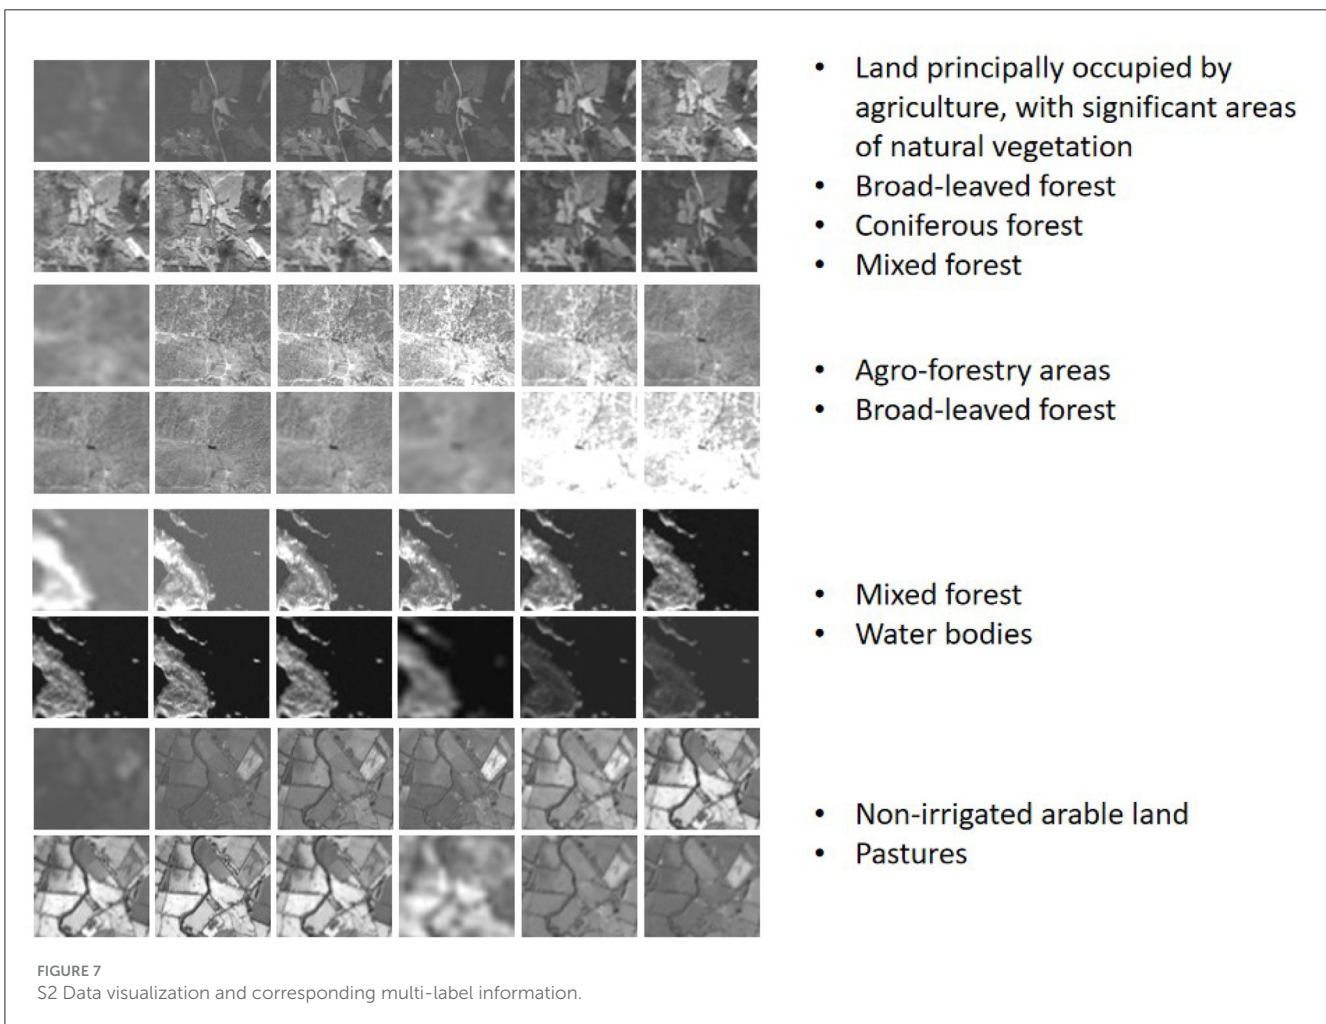 • Land principally occupied by
agriculture, with significant areas
of natural vegetation
• Broad-leaved forest
• Coniferous forest
• Mixed forest
• Agro-forestry areas
• Broad-leaved forest
• Mixed forest
• Water bodies
• Non-irrigated arable land
• Pastures
FIGURE 7
S2 Data visualization and corresponding multi-label information.